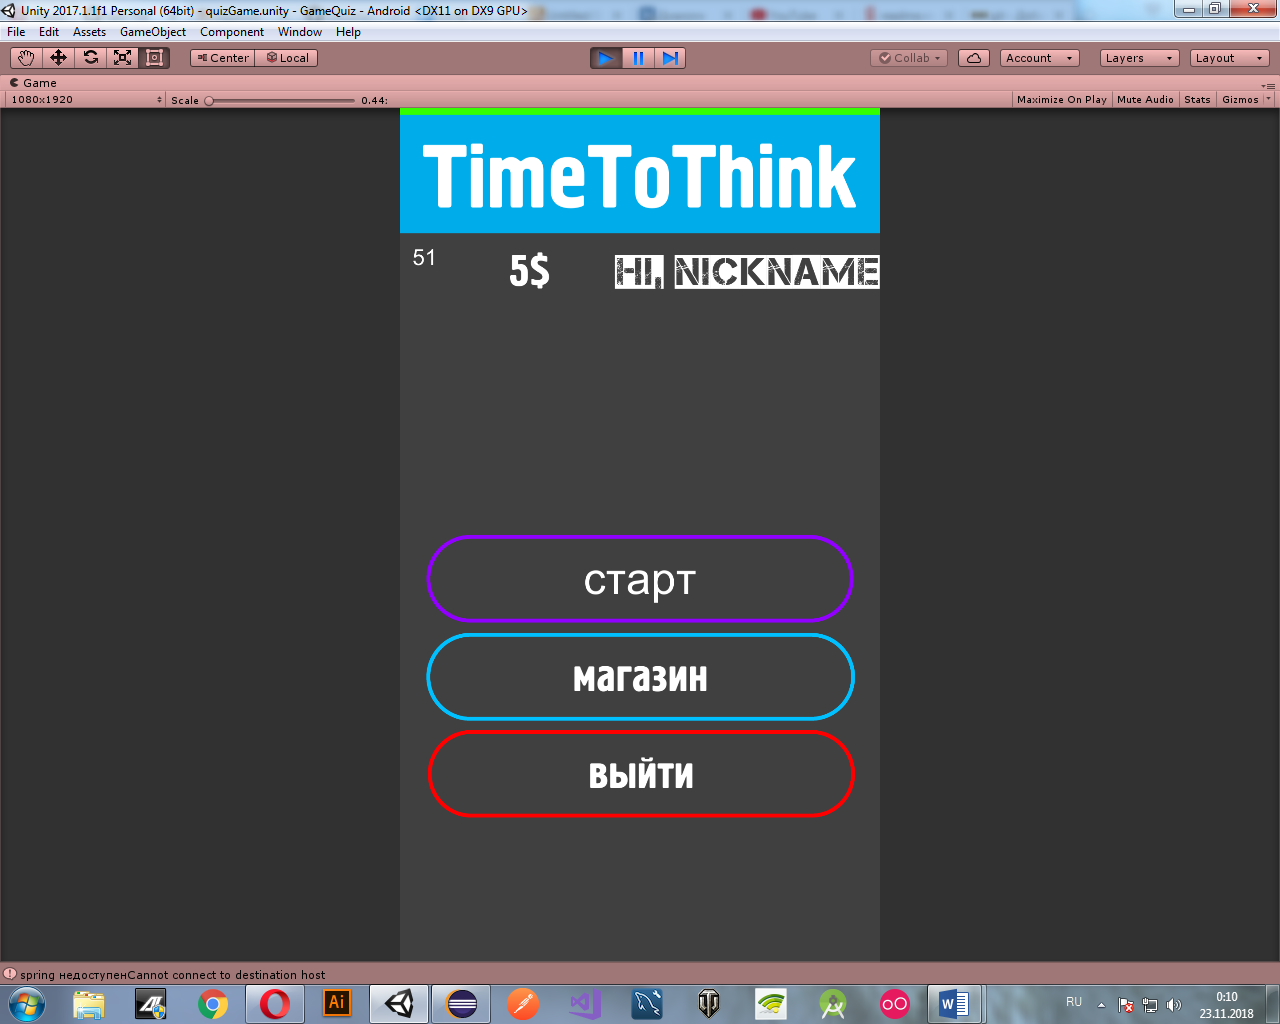 Unity 2017.1.1f1 Personal (64bit) - quizGame.unity - GameQuiz - Android <DX11 on DX9 GPU>
File Edit Assets GameObject Component Window Help
Center Local Collab Account Layers Layout
Game
1080x1920 Scale 0.44: Maximize On Play Mute Audio Stats Gizmos
TimeToThink
51 5$ HI, NICKNAME
старт
магазин
выйти
spring недоступенCannot connect to destination host
Ai W RU 0:10
23.11.2018